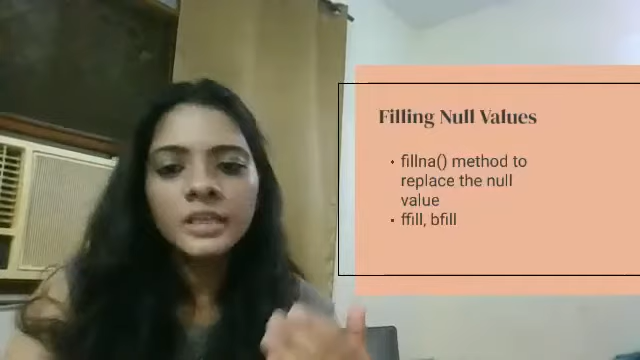 Filling Null Values
• fillna() method to
replace the null
value
• ffill, bfill